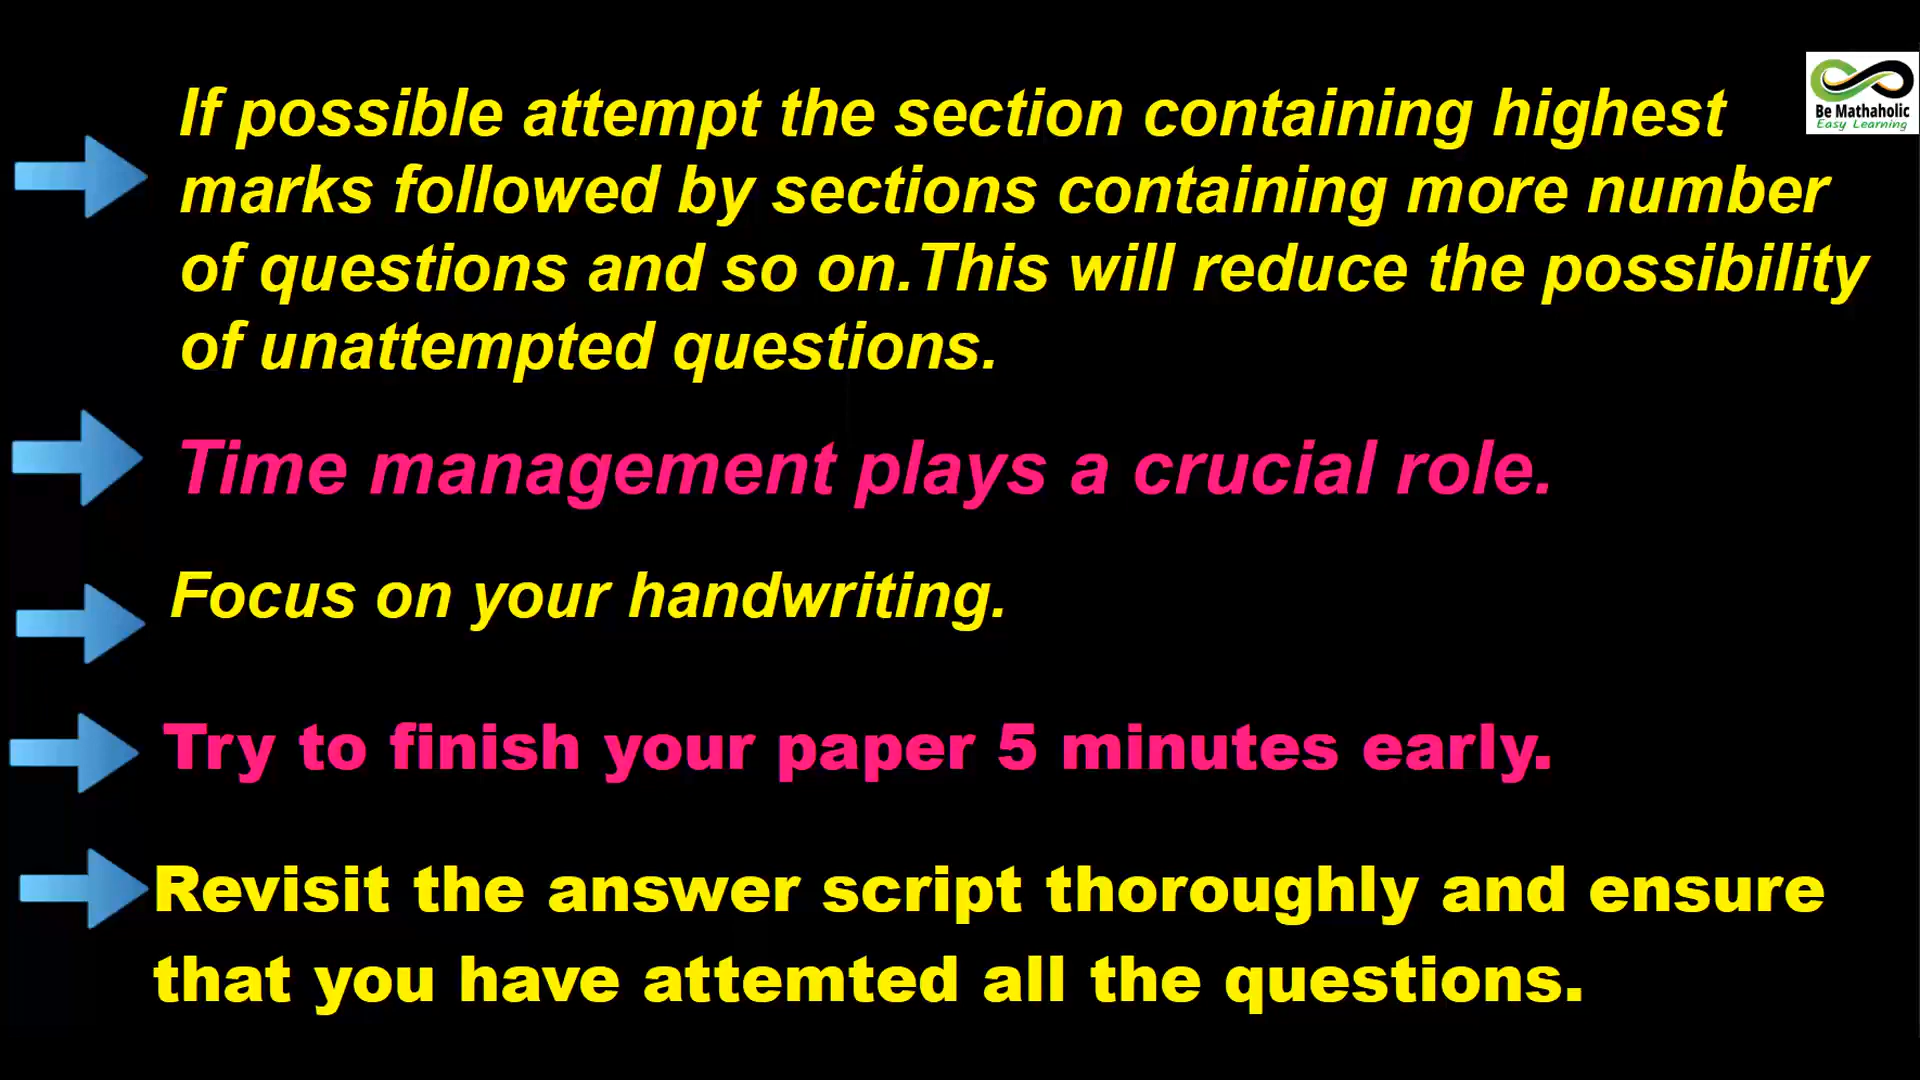 Be Mathaholic
Easy Learning
If possible attempt the section containing highest
marks followed by sections containing more number
of questions and so on.This will reduce the possibility
of unattempted questions.
Time management plays a crucial role.
Focus on your handwriting.
Try to finish your paper 5 minutes early.
Revisit the answer script thoroughly and ensure
that you have attemted all the questions.